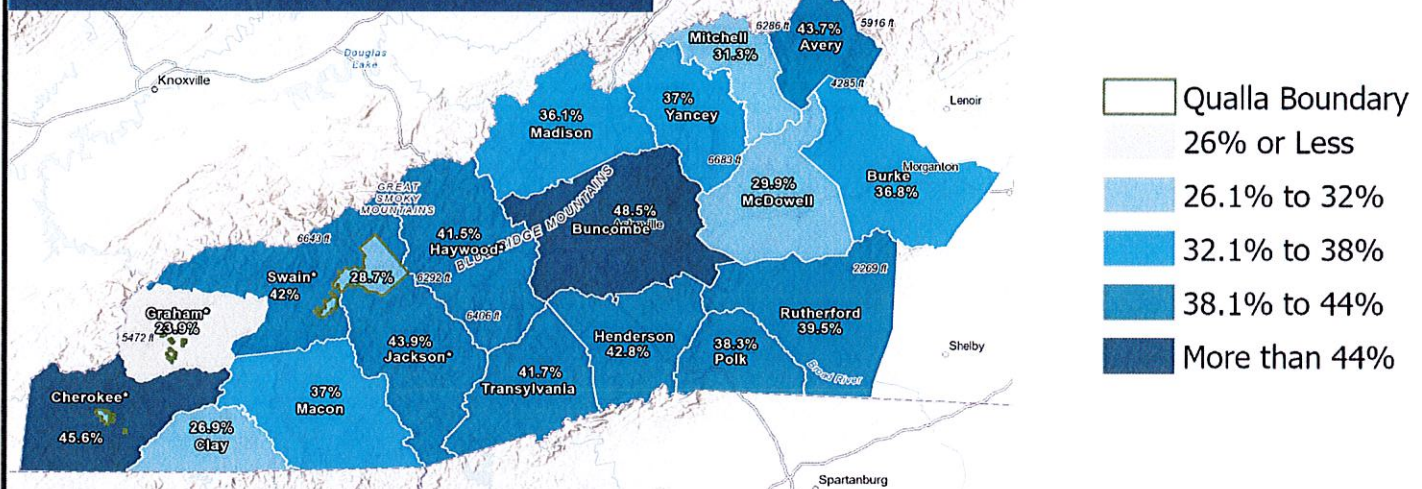 6286 ft
43.7%
Avery
5916 ft
Mitchell
31.3%
Douglas
Lake
Knoxville
4285 ft
Lenoir
37%
Yancey
36.1%
Madison
6683 ft
Morganton
Burke
36.8%
29.9%
McDowell
GREAT
SMOKY
MOUNTAINS
48.5%
Buncombe
Asheville
41.5%
Haywood*
BLUE RIDGE MOUNTAINS
6643 ft
Swain*
42%
28.7%
6292 ft
2269 ft
Graham*
23.9%
5472 ft
6406 ft
Rutherford
39.5%
Henderson
42.8%
38.3%
Polk
43.9%
Jackson*
Shelby
41.7%
Transylvania
Broad River
Cherokee*
45.6%
37%
Macon
26.9%
Clay
Spartanburg
Qualla Boundary
26% or Less
26.1% to 32%
32.1% to 38%
38.1% to 44%
More than 44%